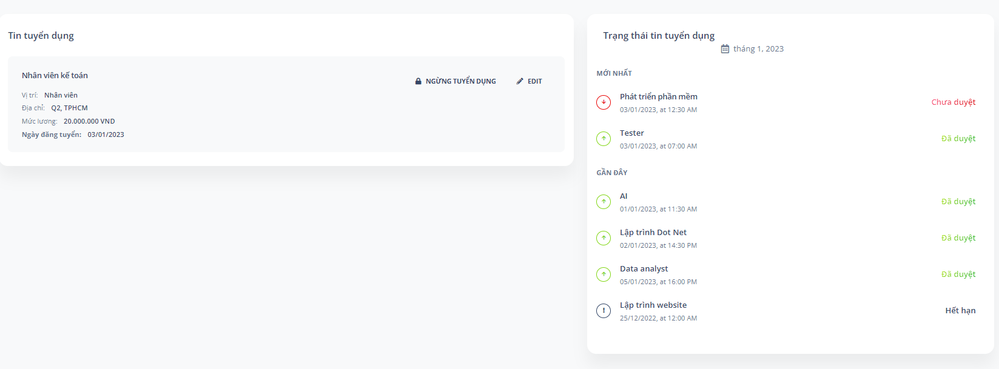 Tin tuyển dụng
Nhân viên kế toán
NGỪNG TUYỂN DỤNG
EDIT
Vị trí: Nhân viên
Địa chỉ: Q2, TPHCM
Mức lương: 20.000.000 VND
Ngày đăng tuyển: 03/01/2023
Trạng thái tin tuyển dụng
tháng 1, 2023
MỚI NHẤT
Phát triển phần mềm
03/01/2023, at 12:30 AM
Chưa duyệt
Tester
03/01/2023, at 07:00 AM
Đã duyệt
GẦN ĐÂY
AI
01/01/2023, at 11:30 AM
Đã duyệt
Lập trình Dot Net
02/01/2023, at 14:30 PM
Đã duyệt
Data analyst
05/01/2023, at 16:00 PM
Đã duyệt
Lập trình website
25/12/2022, at 12:00 AM
Hết hạn